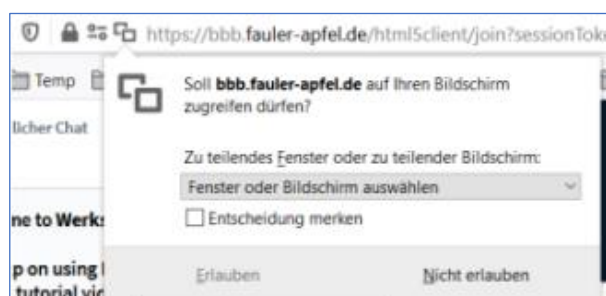 https://bbb.fauler-apfel.de/html5client/join?sessionTok
Temp
Soll bbb.fauler-apfel.de auf Ihren Bildschirm
zugreifen dürfen?
licher Chat
Zu teilendes Fenster oder zu teilender Bildschirm:
Fenster oder Bildschirm auswählen
Entscheidung merken
ne to Werks
Erlauben Nicht erlauben
p on using
tutorial vid